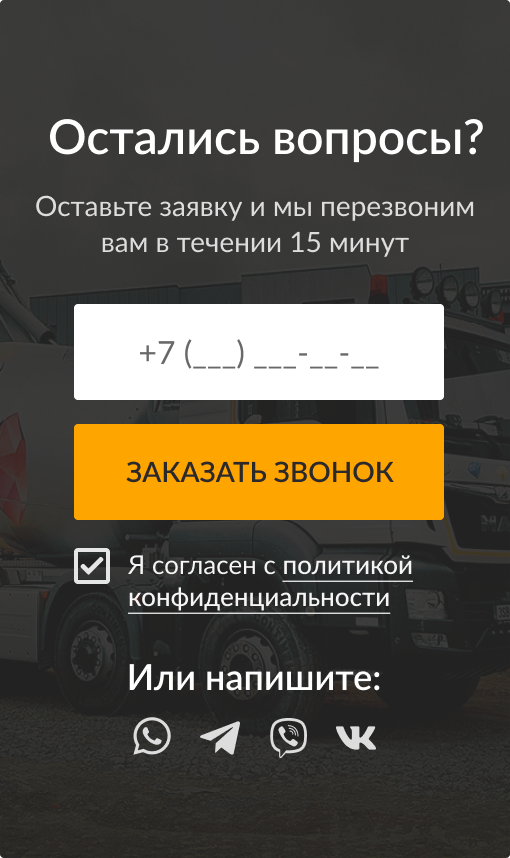 Остались вопросы?
Оставьте заявку и мы перезвоним
вам в течении 15 минут
+7 (___) ___-__-__
ЗАКАЗАТЬ ЗВОНОК
Я согласен с политикой
конфиденциальности
Или напишите: